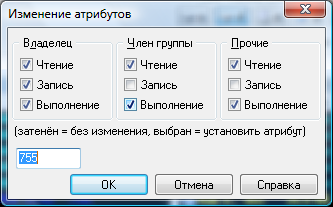 Изменение атрибутов
Владелец Член группы Прочие
Чтение Чтение Чтение
Запись Запись Запись
Выполнение Выполнение Выполнение
(затенён = без изменения, выбран = установить атрибут)
755
OK Отмена Справка